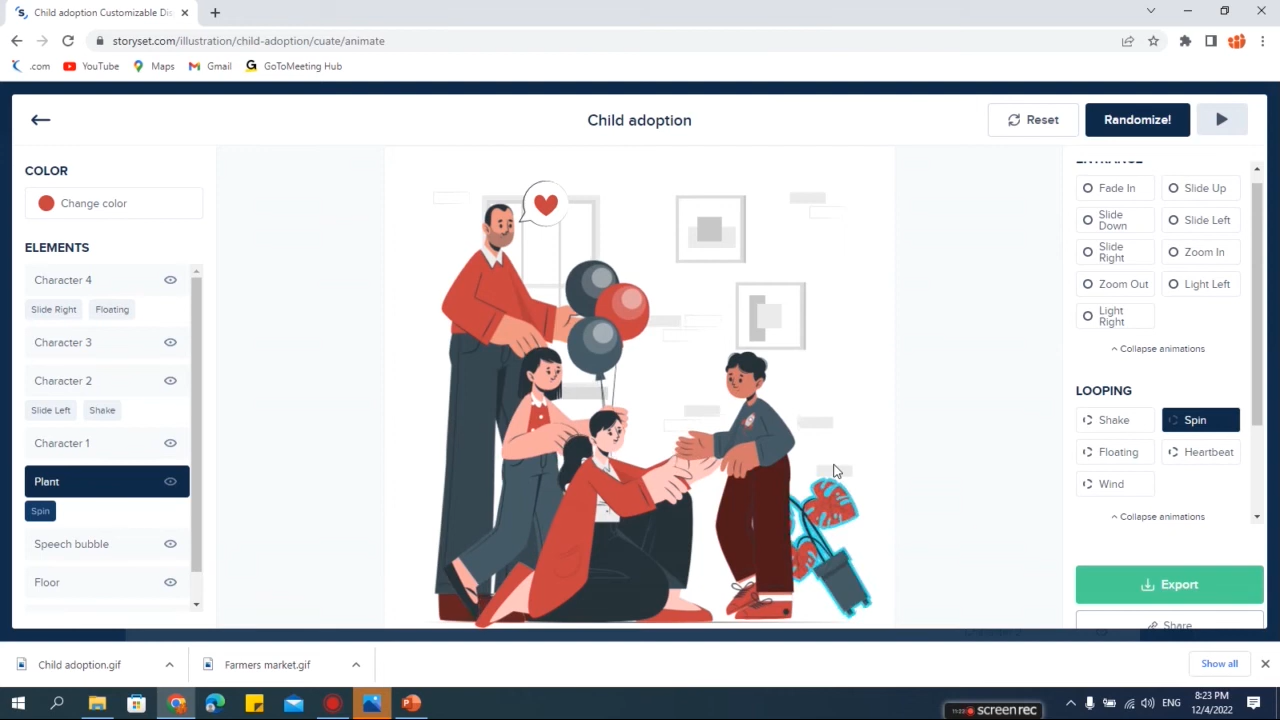 Child adoption Customizable Dis
storyset.com/illustration/child-adoption/cuate/animate
.com
YouTube
Maps
Gmail
GoToMeeting Hub
Child adoption
Reset
Randomize!
COLOR
Change color
ELEMENTS
Character 4
Slide Right
Floating
Character 3
Character 2
Slide Left
Shake
Character 1
Plant
Spin
Speech bubble
Floor
ENTRANCE
Fade In
Slide Up
Slide Down
Slide Left
Slide Right
Zoom In
Zoom Out
Light Left
Light Right
Collapse animations
LOOPING
Shake
Spin
Floating
Heartbeat
Wind
Collapse animations
Export
Share
Child adoption.gif
Farmers market.gif
Show all
screenrec
ENG
8:23 PM
12/4/2022